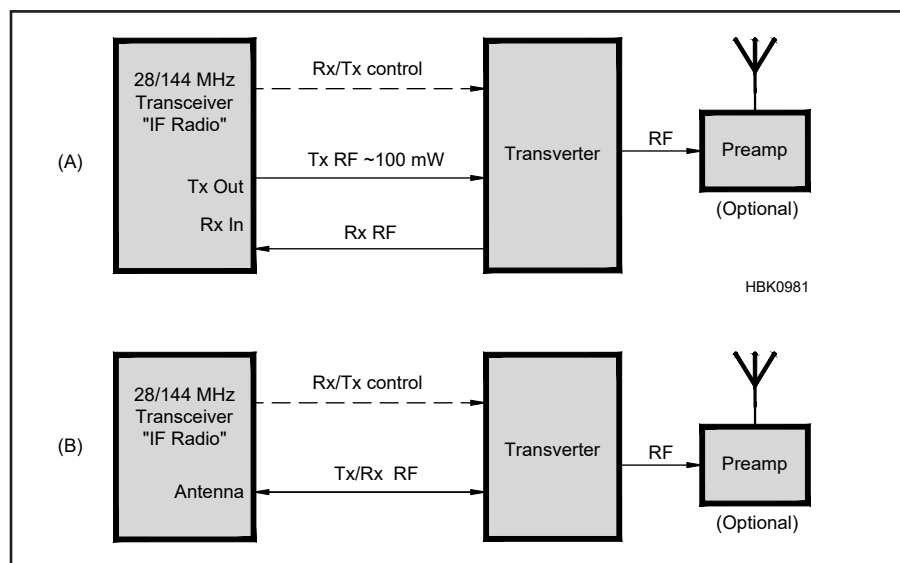 (A)
28/144 MHz
Transceiver
"IF Radio"
Tx Out
Rx In
Rx/Tx control
Tx RF ~100 mW
Rx RF
Transverter
RF
Preamp
(Optional)
HBK0981
(B)
28/144 MHz
Transceiver
"IF Radio"
Antenna
Rx/Tx control
Tx/Rx RF
Transverter
RF
Preamp
(Optional)